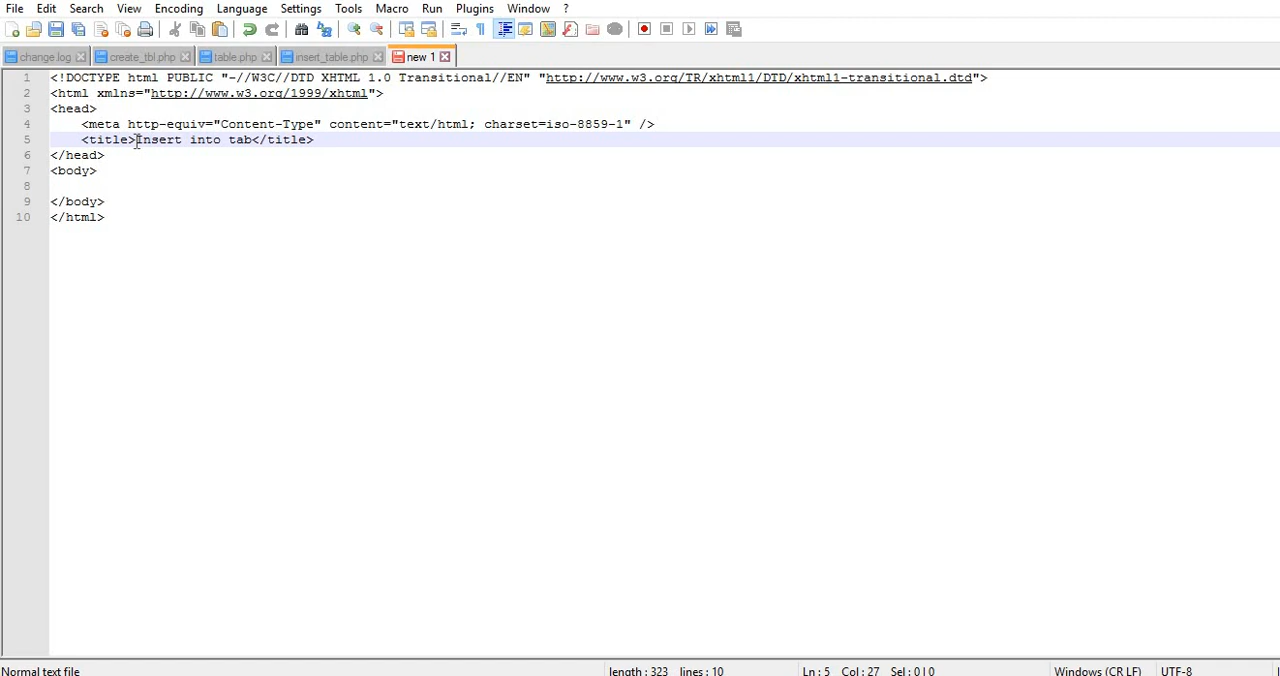 File Edit Search View Encoding Language Settings Tools Macro Run Plugins Window ?
change.log create_tbl.php table.php insert_table.php new 1
1 <!DOCTYPE html PUBLIC "-//W3C//DTD XHTML 1.0 Transitional//EN" "http://www.w3.org/TR/xhtml1/DTD/xhtml1-transitional.dtd">
2 <html xmlns="http://www.w3.org/1999/xhtml">
3 <head>
4 <meta http-equiv="Content-Type" content="text/html; charset=iso-8859-1" />
5 <title>Insert into tab</title>
6 </head>
7 <body>
8
9 </body>
10 </html>
Normal text file length : 323 lines : 10 Ln : 5 Col : 27 Sel : 0 | 0 Windows (CR LF) UTF-8